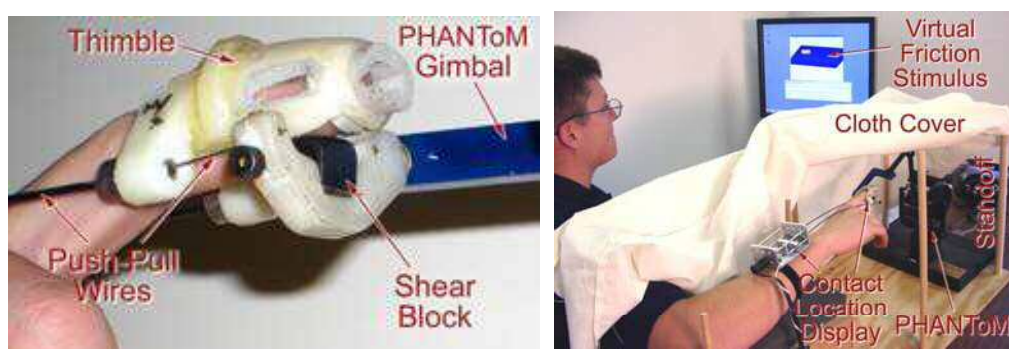 Thimble
PHANToM
Gimbal
Push-Pull
Wires
Shear
Block
Virtual
Friction
Stimulus
Cloth Cover
Standoff
Contact
Location
Display
PHANToM